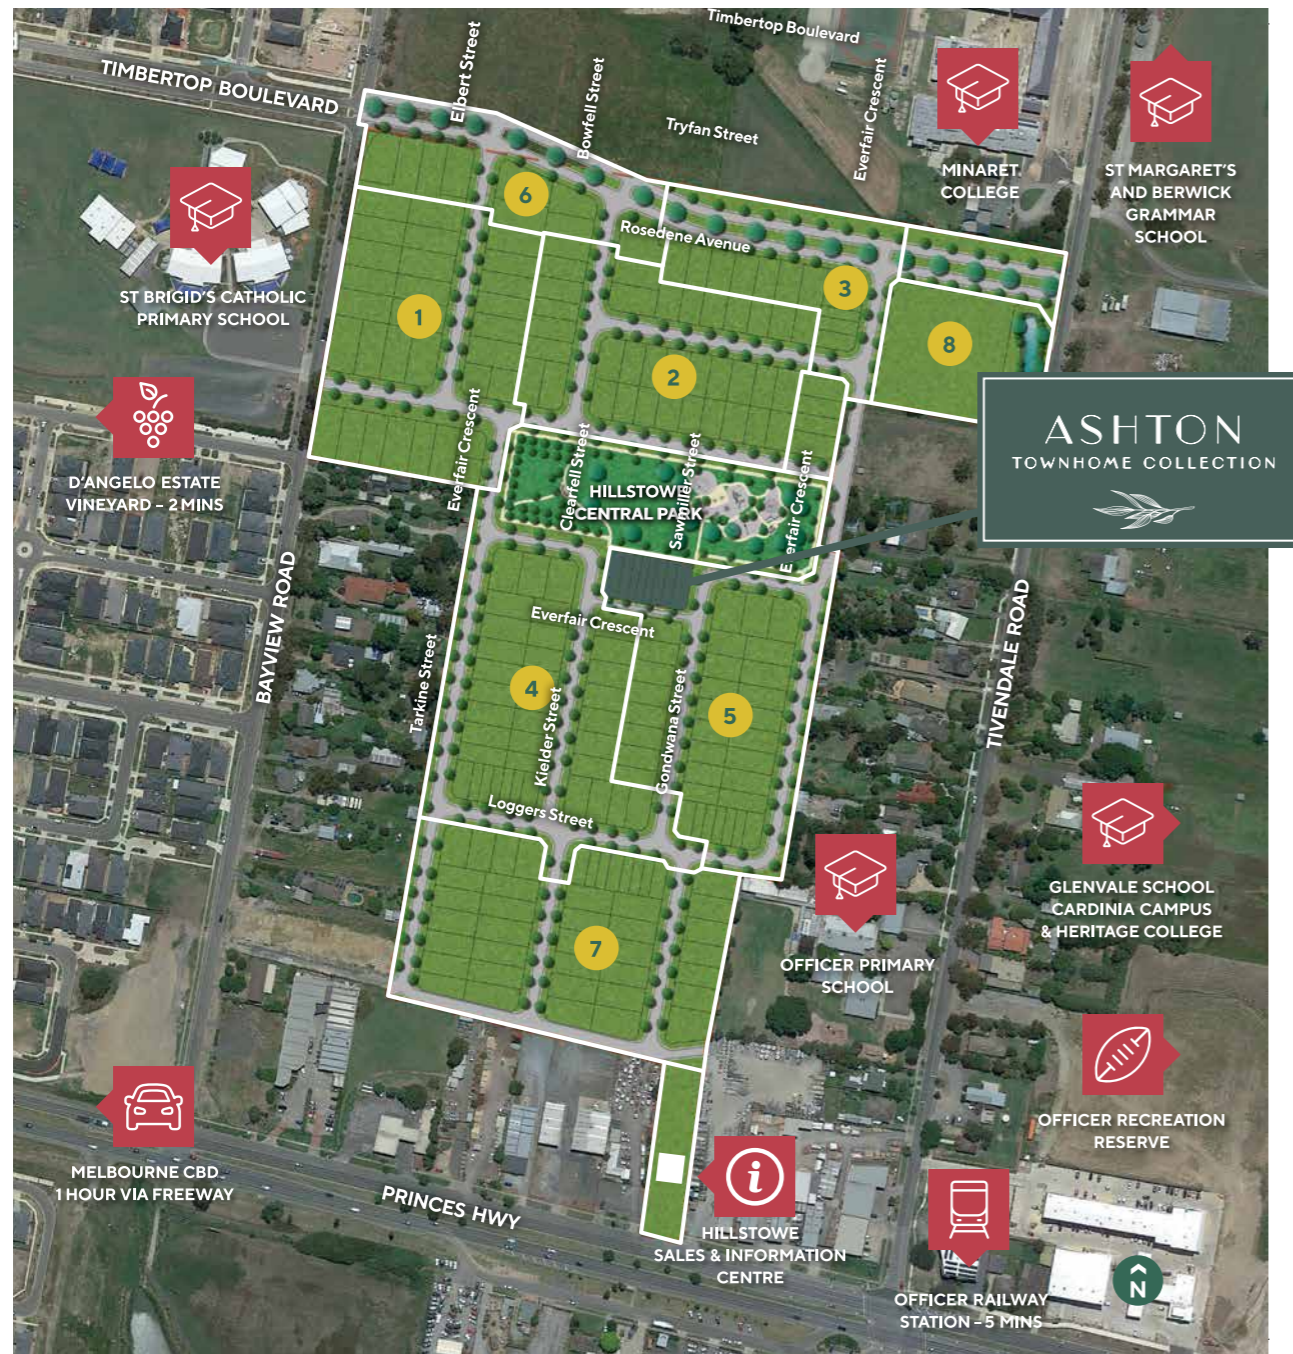 Timbertop Boulevard
TIMBERTOP BOULEVARD
Elbert Street
Bowfell Street
Tryfan Street
Everfair Crescent
MINARET
COLLEGE
ST MARGARET'S
AND BERWICK
GRAMMAR
SCHOOL
6
Rosedene Avenue
ST BRIGID'S CATHOLIC
PRIMARY SCHOOL
1
2
3
8
ASHTON
TOWNHOME COLLECTION
D'ANGELO ESTATE
VINEYARD – 2 MINS
Everfair Crescent
Clearfell Street
HILLSTOWE
CENTRAL PARK
Sawmiller Street
Everfair Crescent
BAYVIEW ROAD
Everfair Crescent
TIVENDALE ROAD
Tarkine Street
4
Kielder Street
Gondwana Street
5
Loggers Street
GLENVALE SCHOOL
CARDINIA CAMPUS
& HERITAGE COLLEGE
7
OFFICER PRIMARY
SCHOOL
OFFICER RECREATION
RESERVE
MELBOURNE CBD
1 HOUR VIA FREEWAY
PRINCES HWY
i
HILLSTOWE
SALES & INFORMATION
CENTRE
OFFICER RAILWAY
STATION – 5 MINS
N